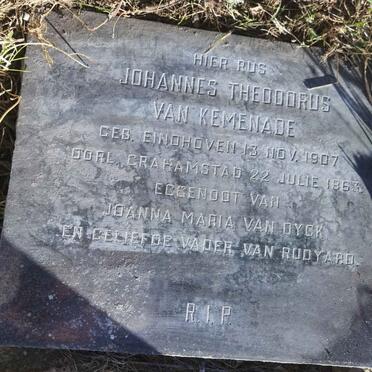 HIER RUS
JOHANNES THEODORUS
VAN KEMENADE
GEB. EINDHOVEN 13 NOV. 1907
OORL. GRAHAMSTAD 22 JULIE 1963
EGGENOOT VAN
JOANNA MARIA VAN DYCK
EN GELIEFDE VADER VAN RUDYARD
R.I.P.